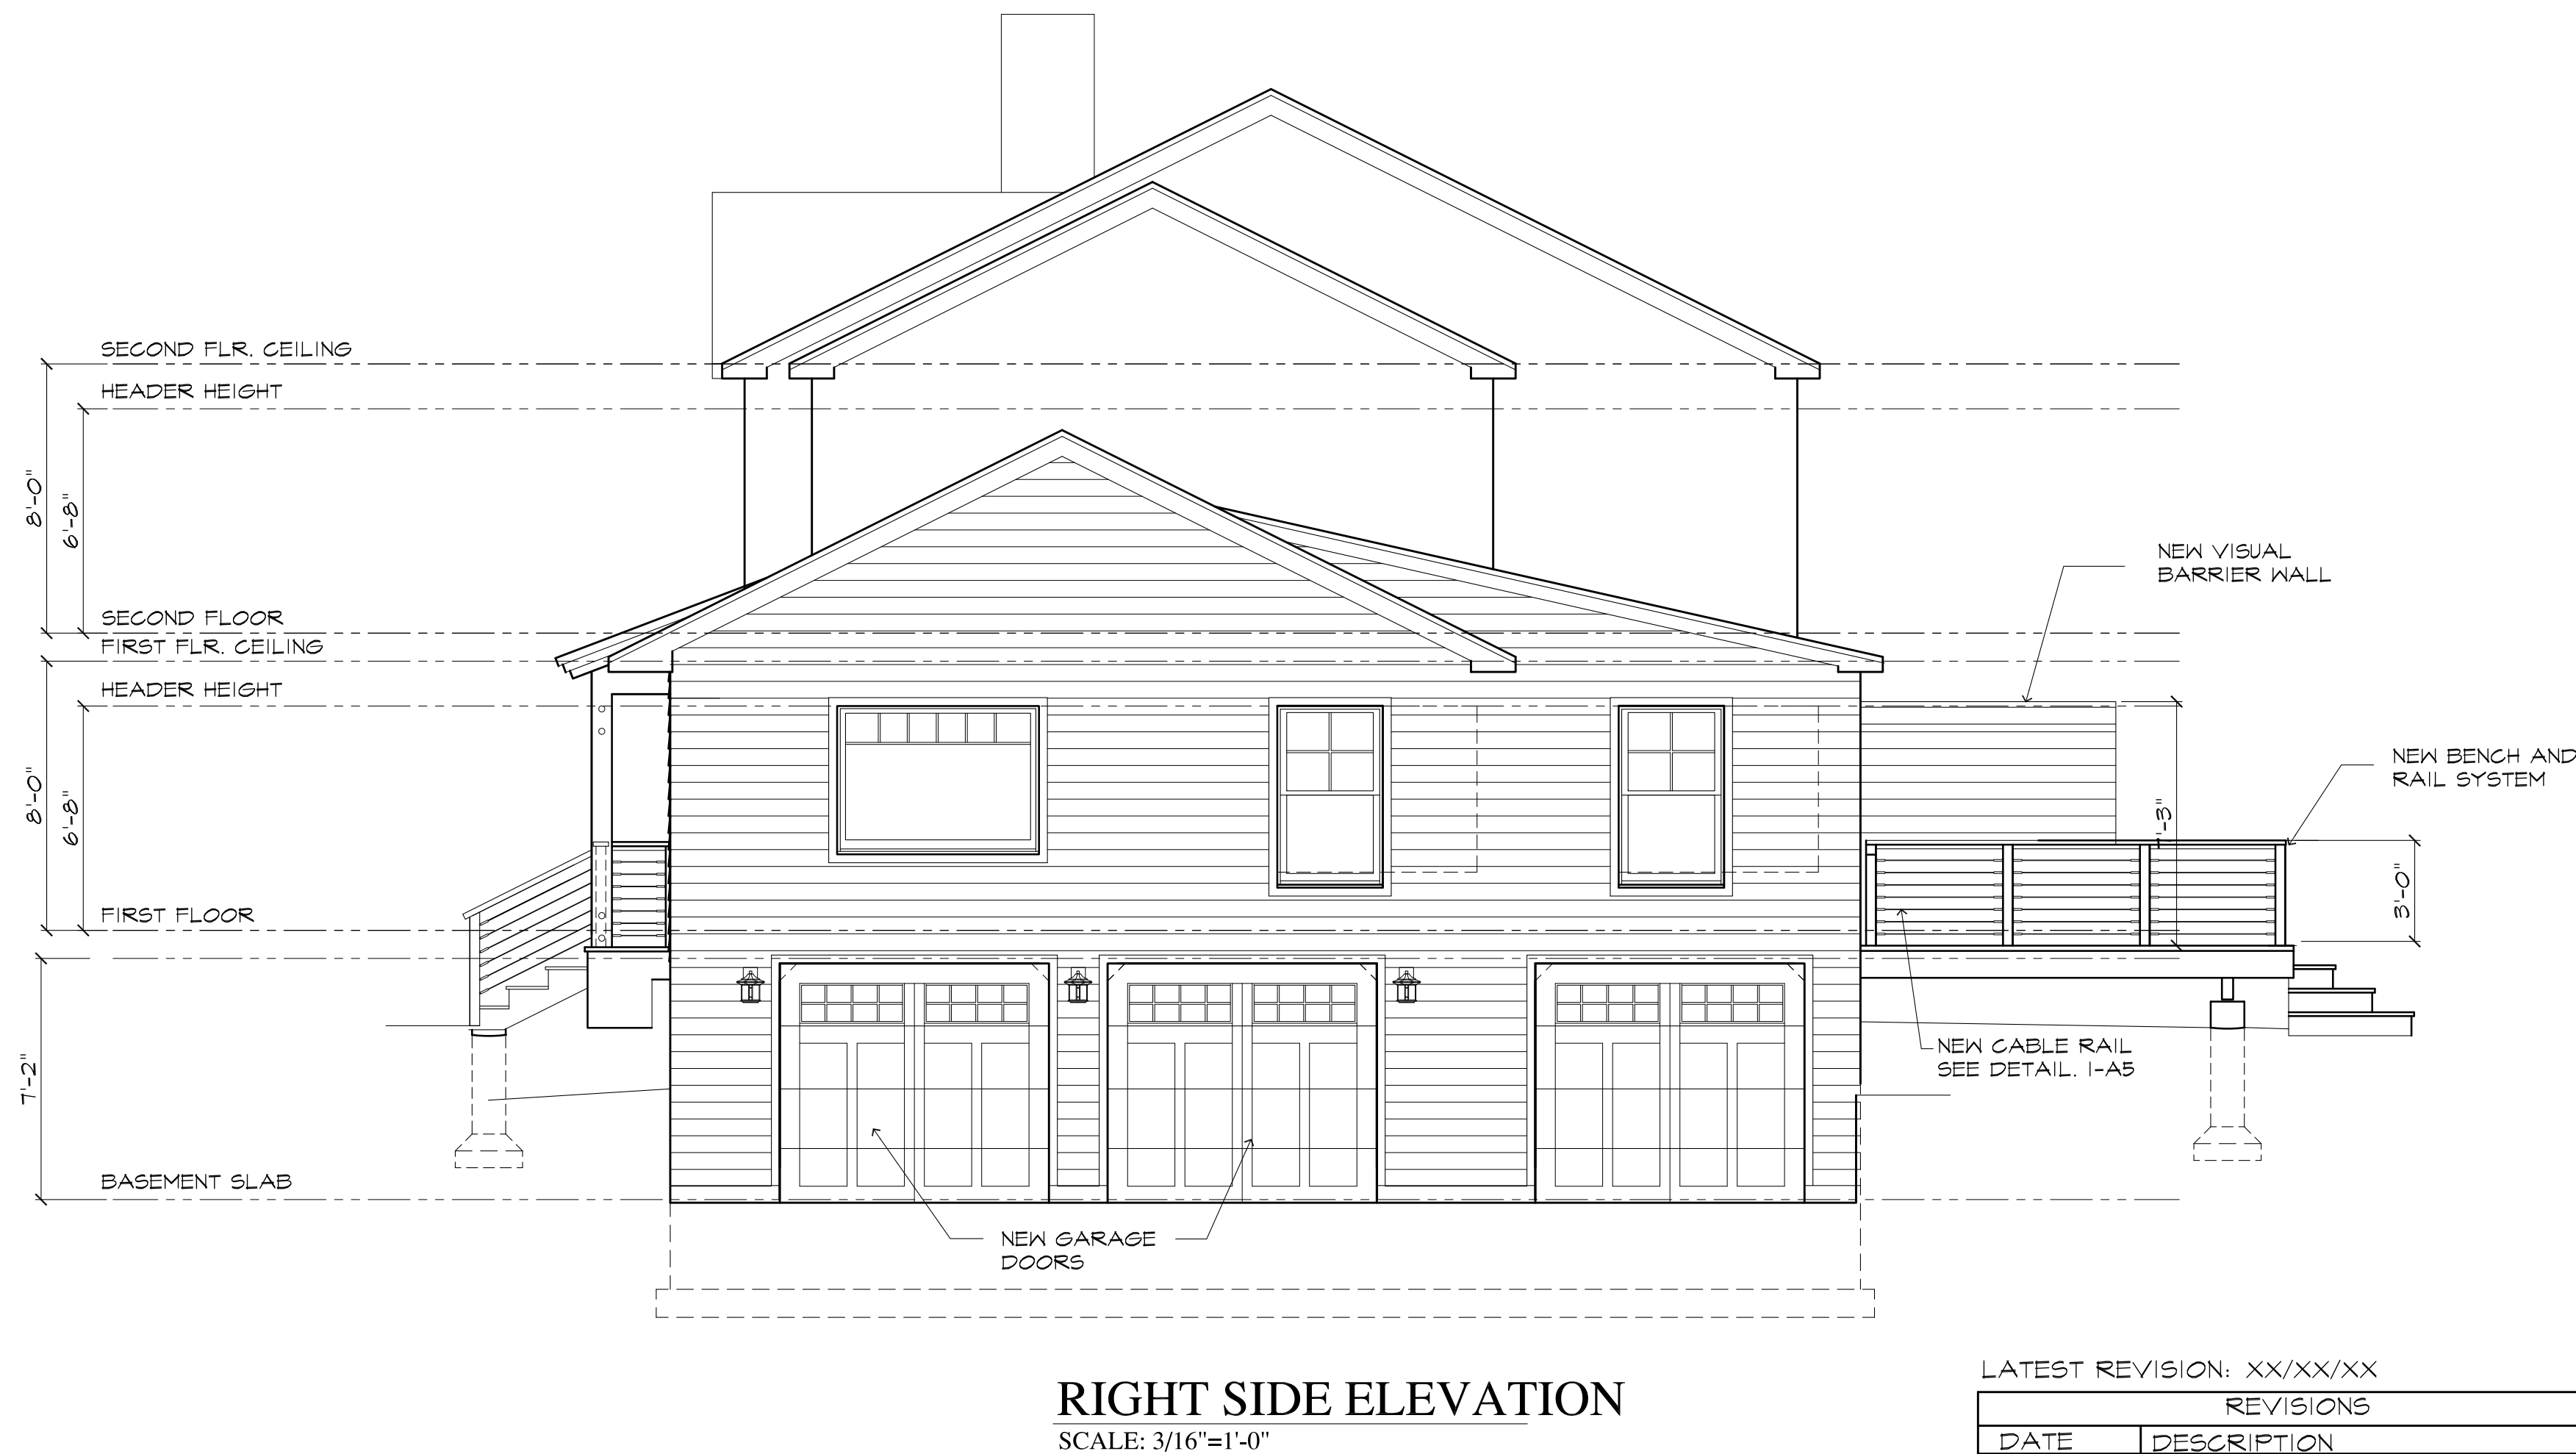 SECOND FLR. CEILING
HEADER HEIGHT
8'-0"
6'-8"
SECOND FLOOR
FIRST FLR. CEILING
HEADER HEIGHT
8'-0"
6'-8"
FIRST FLOOR
7'-2"
BASEMENT SLAB
NEW VISUAL
BARRIER WALL
NEW BENCH AND
RAIL SYSTEM
'-3"
3'-0"
NEW CABLE RAIL
SEE DETAIL. 1-A5
NEW GARAGE
DOORS
RIGHT SIDE ELEVATION
SCALE: 3/16"=1'-0"
LATEST REVISION: XX/XX/XX
REVISIONS
DATE DESCRIPTION